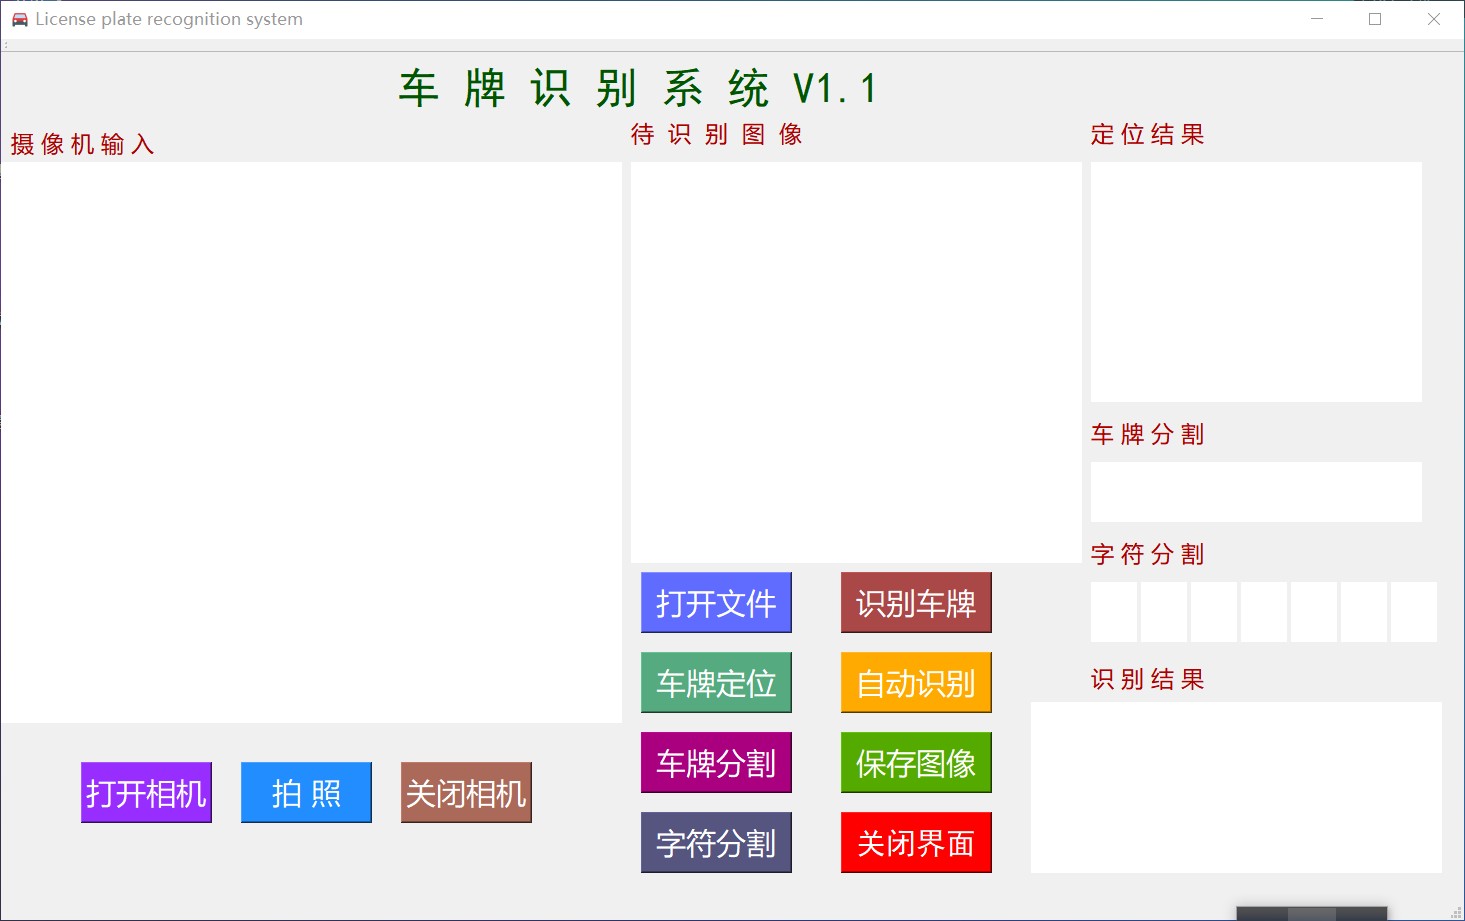 License plate recognition system
车 牌 识 别 系 统 V1.1
摄 像 机 输 入
待 识 别 图 像
定 位 结 果
车 牌 分 割
字 符 分 割
识 别 结 果
打开文件
识别车牌
车牌定位
自动识别
车牌分割
保存图像
字符分割
关闭界面
打开相机
拍 照
关闭相机